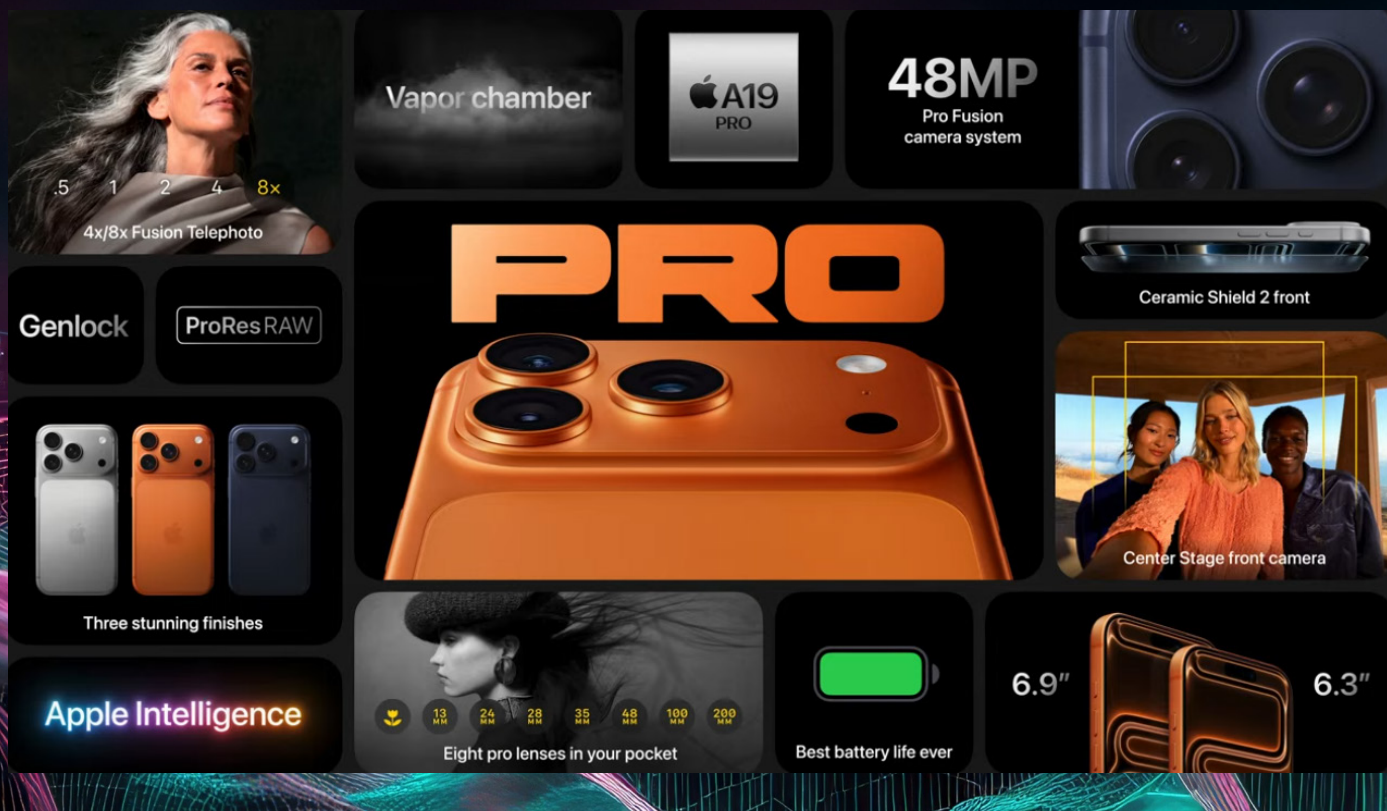 .5 1 2 4 8×
4x/8x Fusion Telephoto
Vapor chamber
A19
PRO
48MP
Pro Fusion
camera system
Genlock
ProRes RAW
PRO
Ceramic Shield 2 front
Center Stage front camera
Three stunning finishes
Apple Intelligence
13 MM 24 MM 28 MM 35 MM 48 MM 100 MM 200 MM
Eight pro lenses in your pocket
Best battery life ever
6.9″
6.3″